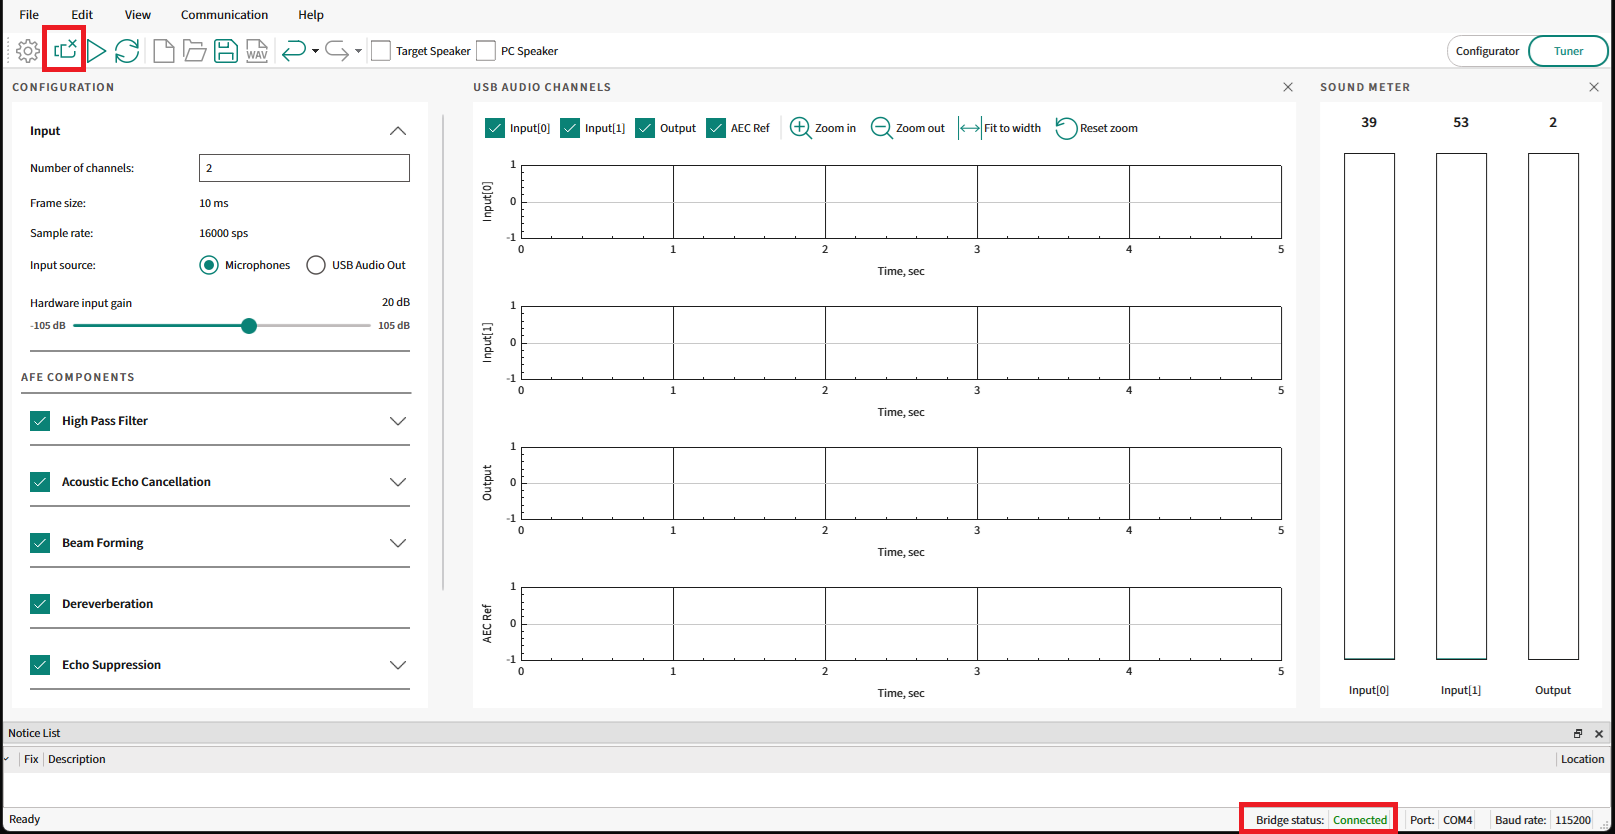 File Edit View Communication Help
WAV Target Speaker PC Speaker Configurator Tuner
CONFIGURATION
Input
Number of channels: 2
Frame size: 10 ms
Sample rate: 16000 sps
Input source: Microphones USB Audio Out
Hardware input gain 20 dB
-105 dB 105 dB
AFE COMPONENTS
High Pass Filter
Acoustic Echo Cancellation
Beam Forming
Dereverberation
Echo Suppression
USB AUDIO CHANNELS
Input[0] Input[1] Output AEC Ref Zoom in Zoom out Fit to width Reset zoom
Input[0]
1
0
-1
0 1 2 3 4 5
Time, sec
Input[1]
1
0
-1
0 1 2 3 4 5
Time, sec
Output
1
0
-1
0 1 2 3 4 5
Time, sec
AEC Ref
1
0
-1
0 1 2 3 4 5
Time, sec
SOUND METER
39 53 2
Input[0] Input[1] Output
Notice List
Fix Description Location
Ready Bridge status: Connected Port: COM4 Baud rate: 115200